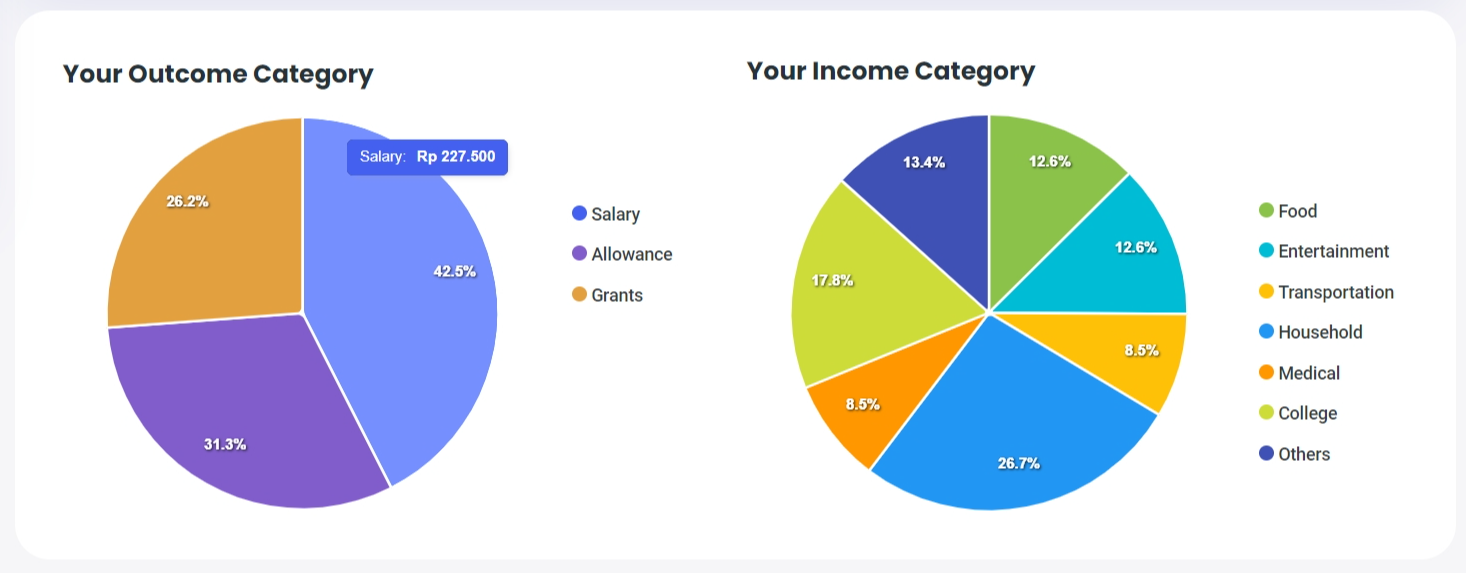 Your Outcome Category
Salary: Rp 227.500
26.2%
42.5%
31.3%
Salary
Allowance
Grants
Your Income Category
13.4%
12.6%
12.6%
17.8%
8.5%
8.5%
26.7%
Food
Entertainment
Transportation
Household
Medical
College
Others